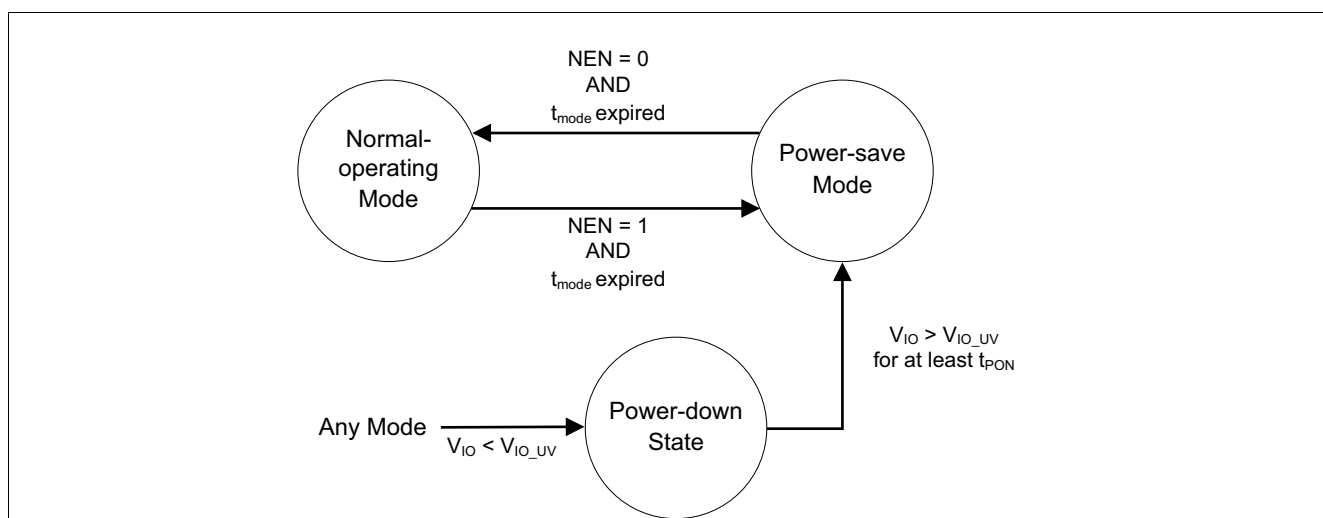 NEN = 0
AND
tmode expired
Normal-
operating
Mode
Power-save
Mode
NEN = 1
AND
tmode expired
VIO > VIO_UV
for at least tPON
Any Mode
VIO < VIO_UV
Power-down
State